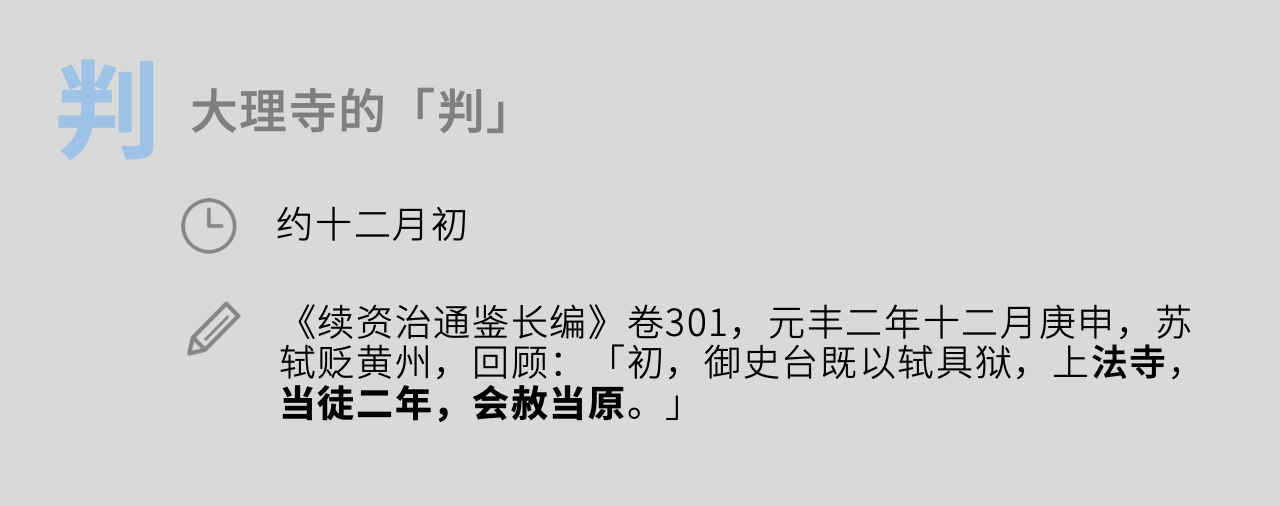 判
大理寺的「判」
约十二月初
《续资治通鉴长编》卷301，元丰二年十二月庚申，苏
轼贬黄州，回顾：「初，御史台既以轼具狱，上法寺，
当徒二年，会赦当原。」